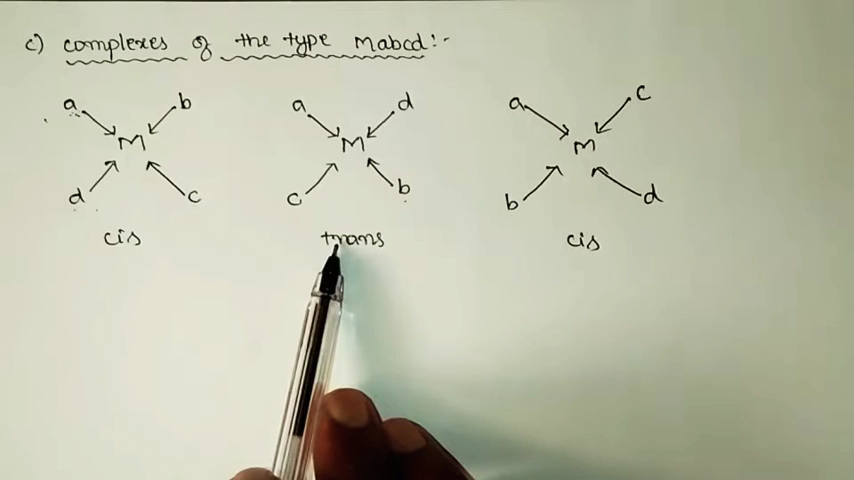 c) complexes of the type Mabcd:-
a b a d a c
M M M
d c c b b d
cis trans cis